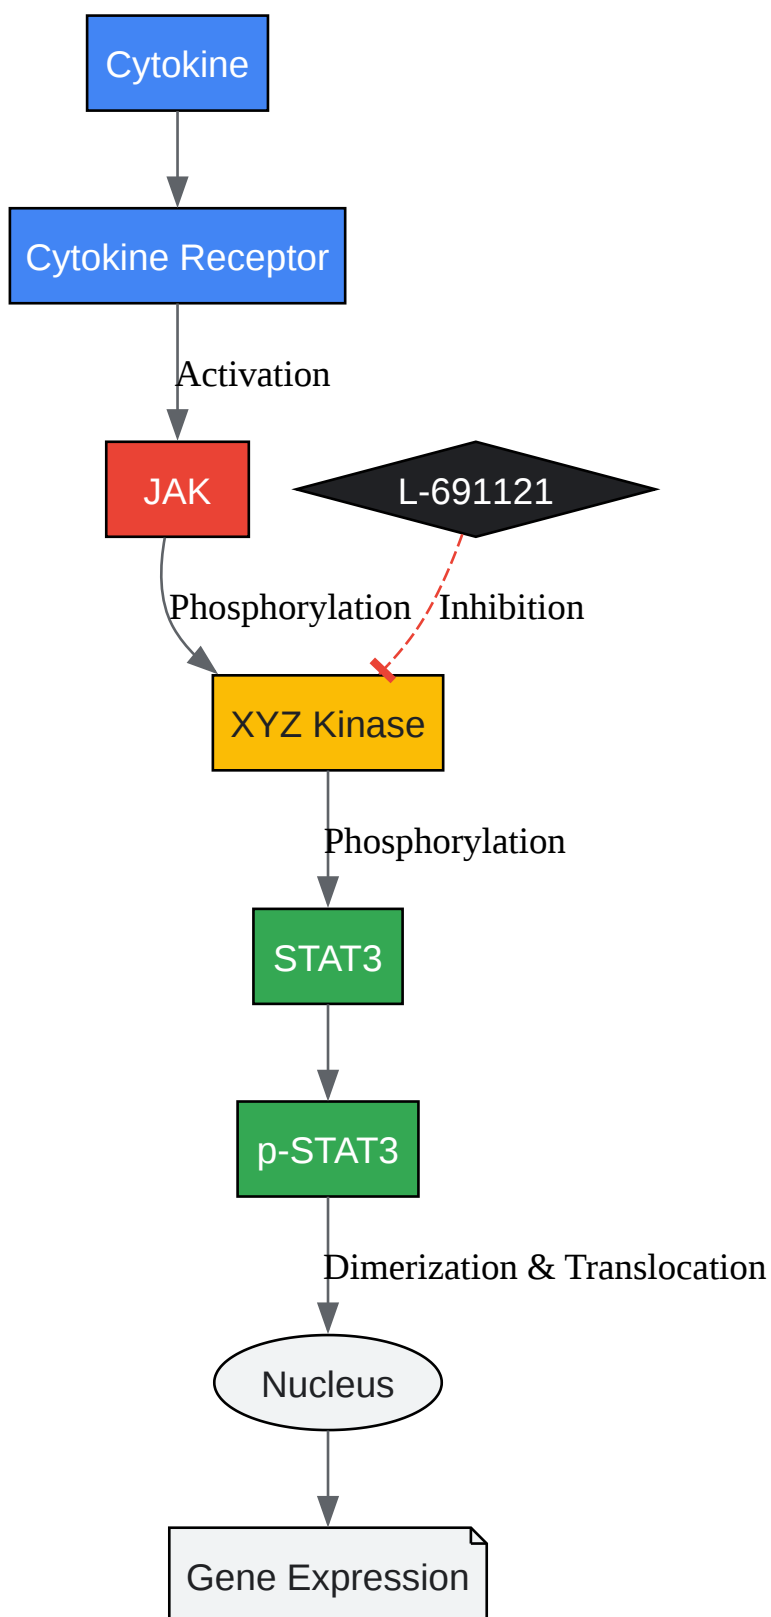 Cytokine
Cytokine Receptor
Activation
JAK
L-691121
Phosphorylation
Inhibition
XYZ Kinase
Phosphorylation
STAT3
p-STAT3
Dimerization & Translocation
Nucleus
Gene Expression